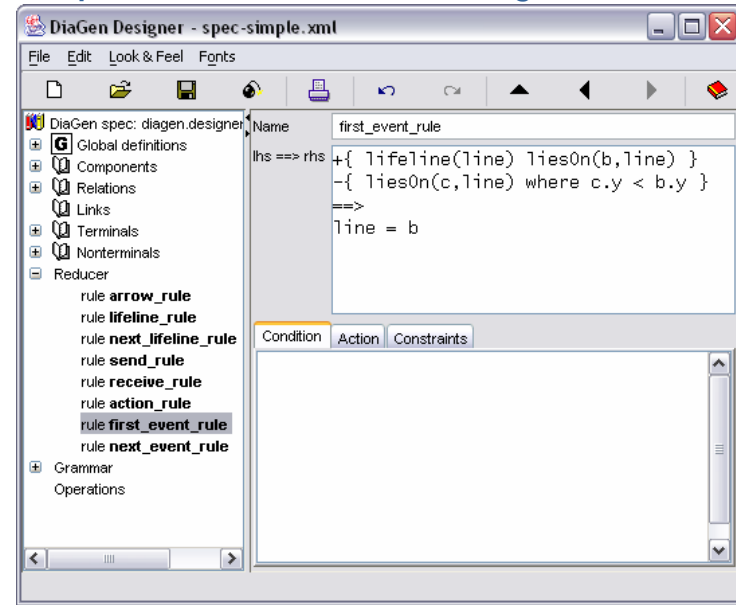 DiaGen Designer - spec-simple.xml
File Edit Look & Feel Fonts
DiaGen spec: diagen.designer
G Global definitions
Components
Relations
Links
Terminals
Nonterminals
Reducer
rule arrow_rule
rule lifeline_rule
rule next_lifeline_rule
rule send_rule
rule receive_rule
rule action_rule
rule first_event_rule
rule next_event_rule
Grammar
Operations
Name first_event_rule
lhs ==> rhs
+{ lifeline(line) liesOn(b,line) }
-{ liesOn(c,line) where c.y < b.y }
==>
line = b
Condition Action Constraints